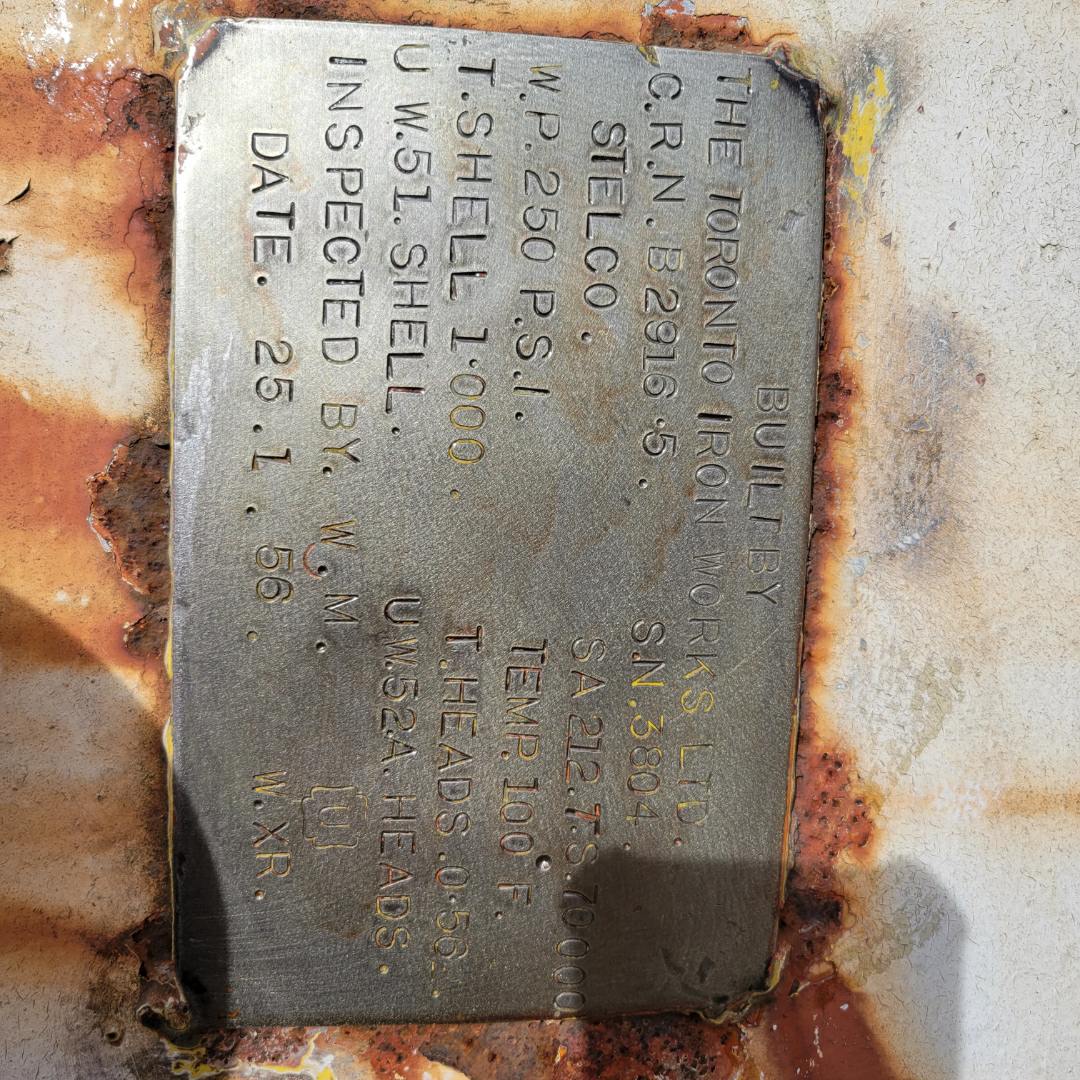 BUILT BY
THE TORONTO IRON WORKS LTD.
C.R.N. B2916·5 . S.N.3804 .
STELCO . SA 212.T.S.70000
W.P. 250 P.S.I. TEMP. 100 F.
T.SHELL 1·000 . T.HEADS.0·56 .
U W.51. SHELL. U.W.52A.HEADS.
INSPECTED BY. W.M. U
DATE. 25.1.56. W.XR.